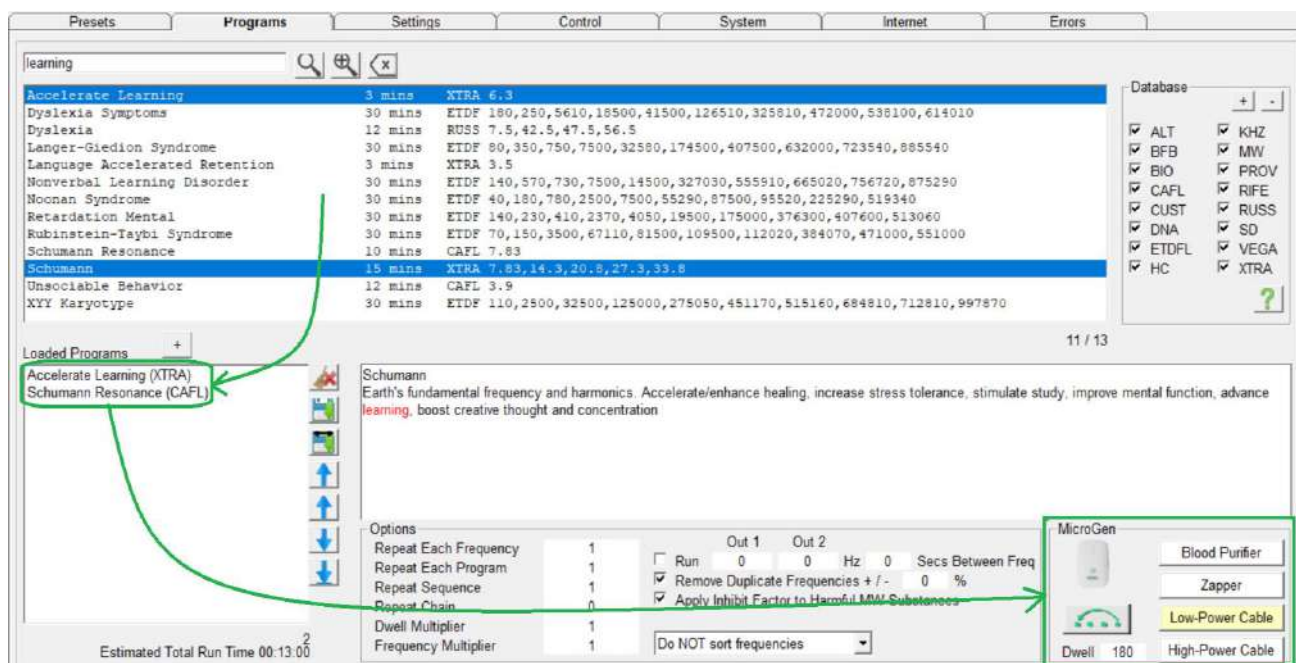 Presets Programs Settings Control System Internet Errors
learning
Accelerate Learning 3 mins XTRA 6.3
Dyslexia Symptoms 30 mins ETDF 180,250,5610,18500,41500,126510,325810,472000,538100,614010
Dyslexia 12 mins RUSS 7.5,42.5,47.5,56.5
Langer-Giedion Syndrome 30 mins ETDF 80,350,750,7500,32580,174500,407500,632000,723540,885540
Language Accelerated Retention 3 mins XTRA 3.5
Nonverbal Learning Disorder 30 mins ETDF 140,570,730,7500,14500,327030,555910,665020,756720,875290
Noonan Syndrome 30 mins ETDF 40,180,780,2500,7500,55290,87500,95520,225290,519340
Retardation Mental 30 mins ETDF 140,230,410,2370,4050,19500,175000,376300,407600,513060
Rubinstein-Taybi Syndrome 30 mins ETDF 70,150,3500,67110,81500,109500,112020,384070,471000,551000
Schumann Resonance 10 mins CAFL 7.83
Schumann 15 mins XTRA 7.83,14.3,20.8,27.3,33.8
Unsociable Behavior 12 mins CAFL 3.9
XYY Karyotype 30 mins ETDF 110,2500,32500,125000,275050,451170,515160,684810,712810,997870
Database
+ -
ALT KHZ
BFB MW
BIO PROV
CAFL RIFE
CUST RUSS
DNA SD
ETDFL VEGA
HC XTRA
?
11 / 13
Loaded Programs +
Accelerate Learning (XTRA)
Schumann Resonance (CAFL)
Schumann
Earth's fundamental frequency and harmonics. Accelerate/enhance healing, increase stress tolerance, stimulate study, improve mental function, advance
learning, boost creative thought and concentration
2
Estimated Total Run Time 00:13:00
Options
Repeat Each Frequency 1
Repeat Each Program 1
Repeat Sequence 1
Repeat Chain 0
Dwell Multiplier 1
Frequency Multiplier 1
Out 1 Out 2
Run 0 0 Hz 0 Secs Between Freq
Remove Duplicate Frequencies + / - 0 %
Apply Inhibit Factor to Harmful MW Substances
Do NOT sort frequencies
MicroGen
Blood Purifier
Zapper
Low-Power Cable
Dwell 180 High-Power Cable